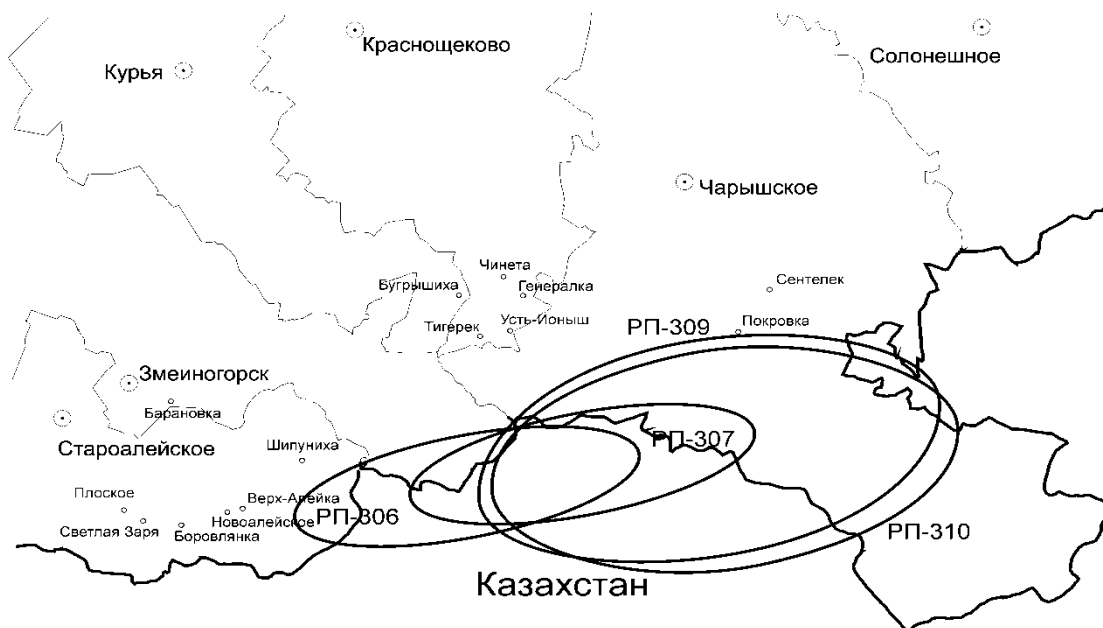 Краснощеково
Солонешное
Курья
Чарышское
Чинета
Сентелек
Бугрышиха
Генералка
Тигерек
Усть-Ионыш
РП-309
Покровка
Змеиногорск
Барановка
Староалейское
Шипуниха
РП-307
Плоское
Верх-Алейка
Светлая Заря
Новоалейское
РП-306
Боровлянка
РП-310
Казахстан